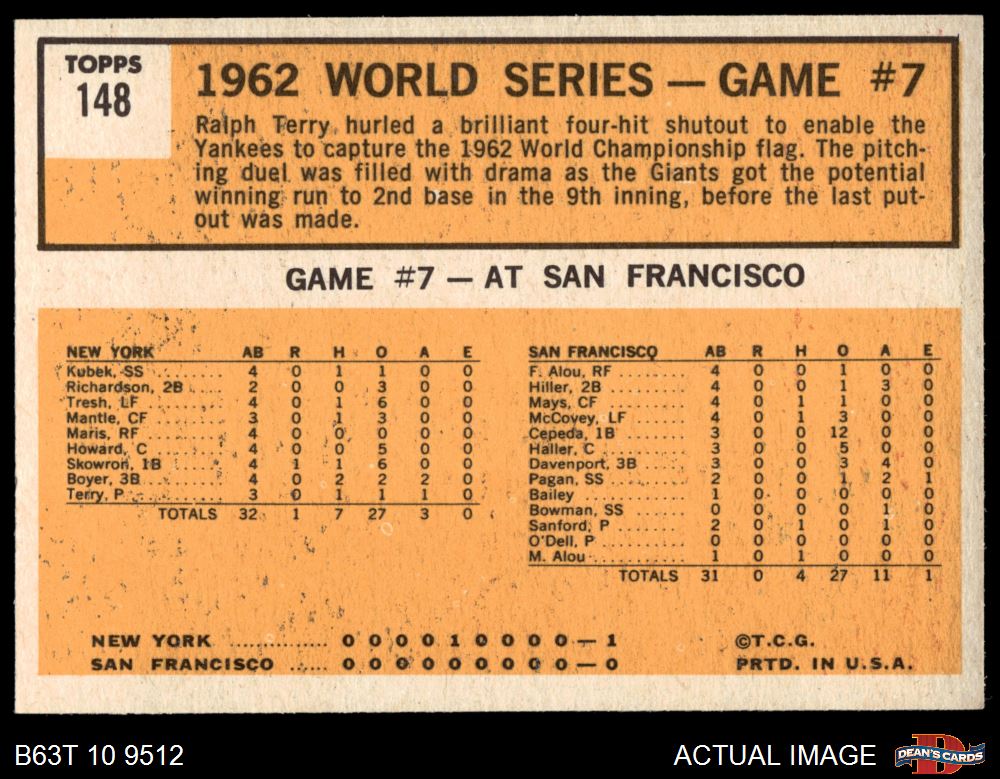 TOPPS
148
1962 WORLD SERIES — GAME #7
Ralph Terry hurled a brilliant four-hit shutout to enable the
Yankees to capture the 1962 World Championship flag. The pitch-
ing duel was filled with drama as the Giants got the potential
winning run to 2nd base in the 9th inning, before the last put-
out was made.
GAME #7 — AT SAN FRANCISCO
NEW YORK AB R H O A E
Kubek, SS ........ 4 0 1 1 0 0
Richardson, 2B ..... 2 0 0 3 0 0
Tresh, LF ........ 4 0 1 6 0 0
Mantle, CF ........ 3 0 1 3 0 0
Maris, RF ........ 4 0 0 0 0 0
Howard, C ........ 4 0 0 5 0 0
Skowron, 1B ........ 4 1 1 6 0 0
Boyer, 3B ........ 4 0 2 2 2 0
Terry, P ........ 3 0 1 1 1 0
TOTALS 32 1 7 27 3 0
SAN FRANCISCO AB R H O A E
F. Alou, RF ........ 4 0 0 1 0 0
Hiller, 2B ........ 4 0 0 1 3 0
Mays, CF ........ 4 0 1 1 0 0
McCovey, LF ........ 4 0 1 3 0 0
Cepeda, 1B ........ 3 0 0 12 0 0
Haller, C ........ 3 0 0 5 0 0
Davenport, 3B ...... 3 0 0 3 4 0
Pagan, SS ........ 2 0 0 1 2 1
Bailey ........ 1 0 0 0 0 0
Bowman, SS ........ 0 0 0 0 1 0
Sanford, P ........ 2 0 1 0 1 0
O'Dell, P ........ 0 0 0 0 0 0
M. Alou ........ 1 0 1 0 0 0
TOTALS 31 0 4 27 11 1
NEW YORK ............. 0 0 0 0 1 0 0 0 0 — 1
SAN FRANCISCO ...... 0 0 0 0 0 0 0 0 0 — 0
©T.C.G.
PRTD. IN U.S.A.
B63T 10 9512
ACTUAL IMAGE
D
DEAN'S CARDS